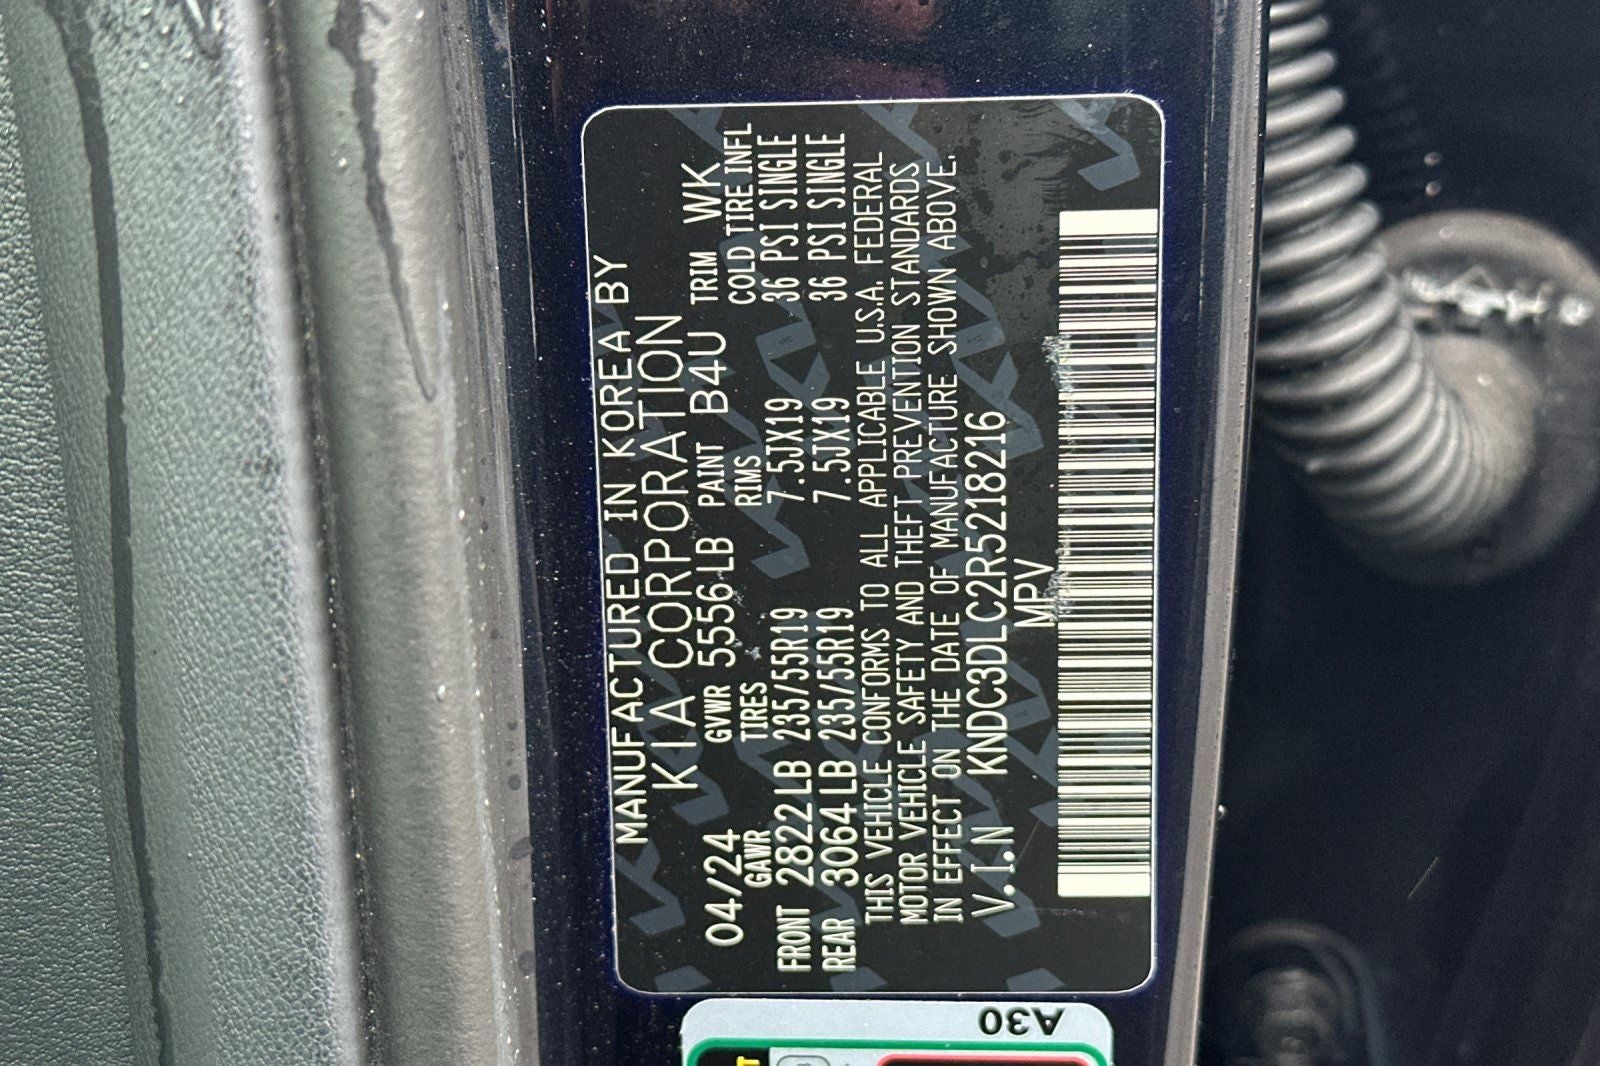 MANUFACTURED IN KOREA BY
KIA CORPORATION
04/24 GVWR 5556 LB PAINT B4U TRIM WK
GAWR TIRES RIMS COLD TIRE INFL
FRONT 2822 LB 235/55R19 7.5JX19 36 PSI SINGLE
REAR 3064 LB 235/55R19 7.5JX19 36 PSI SINGLE
THIS VEHICLE CONFORMS TO ALL APPLICABLE U.S.A. FEDERAL
MOTOR VEHICLE SAFETY AND THEFT PREVENTION STANDARDS
IN EFFECT ON THE DATE OF MANUFACTURE SHOWN ABOVE.
V.I.N KNDC3DLC2R5218216
MPV
A30